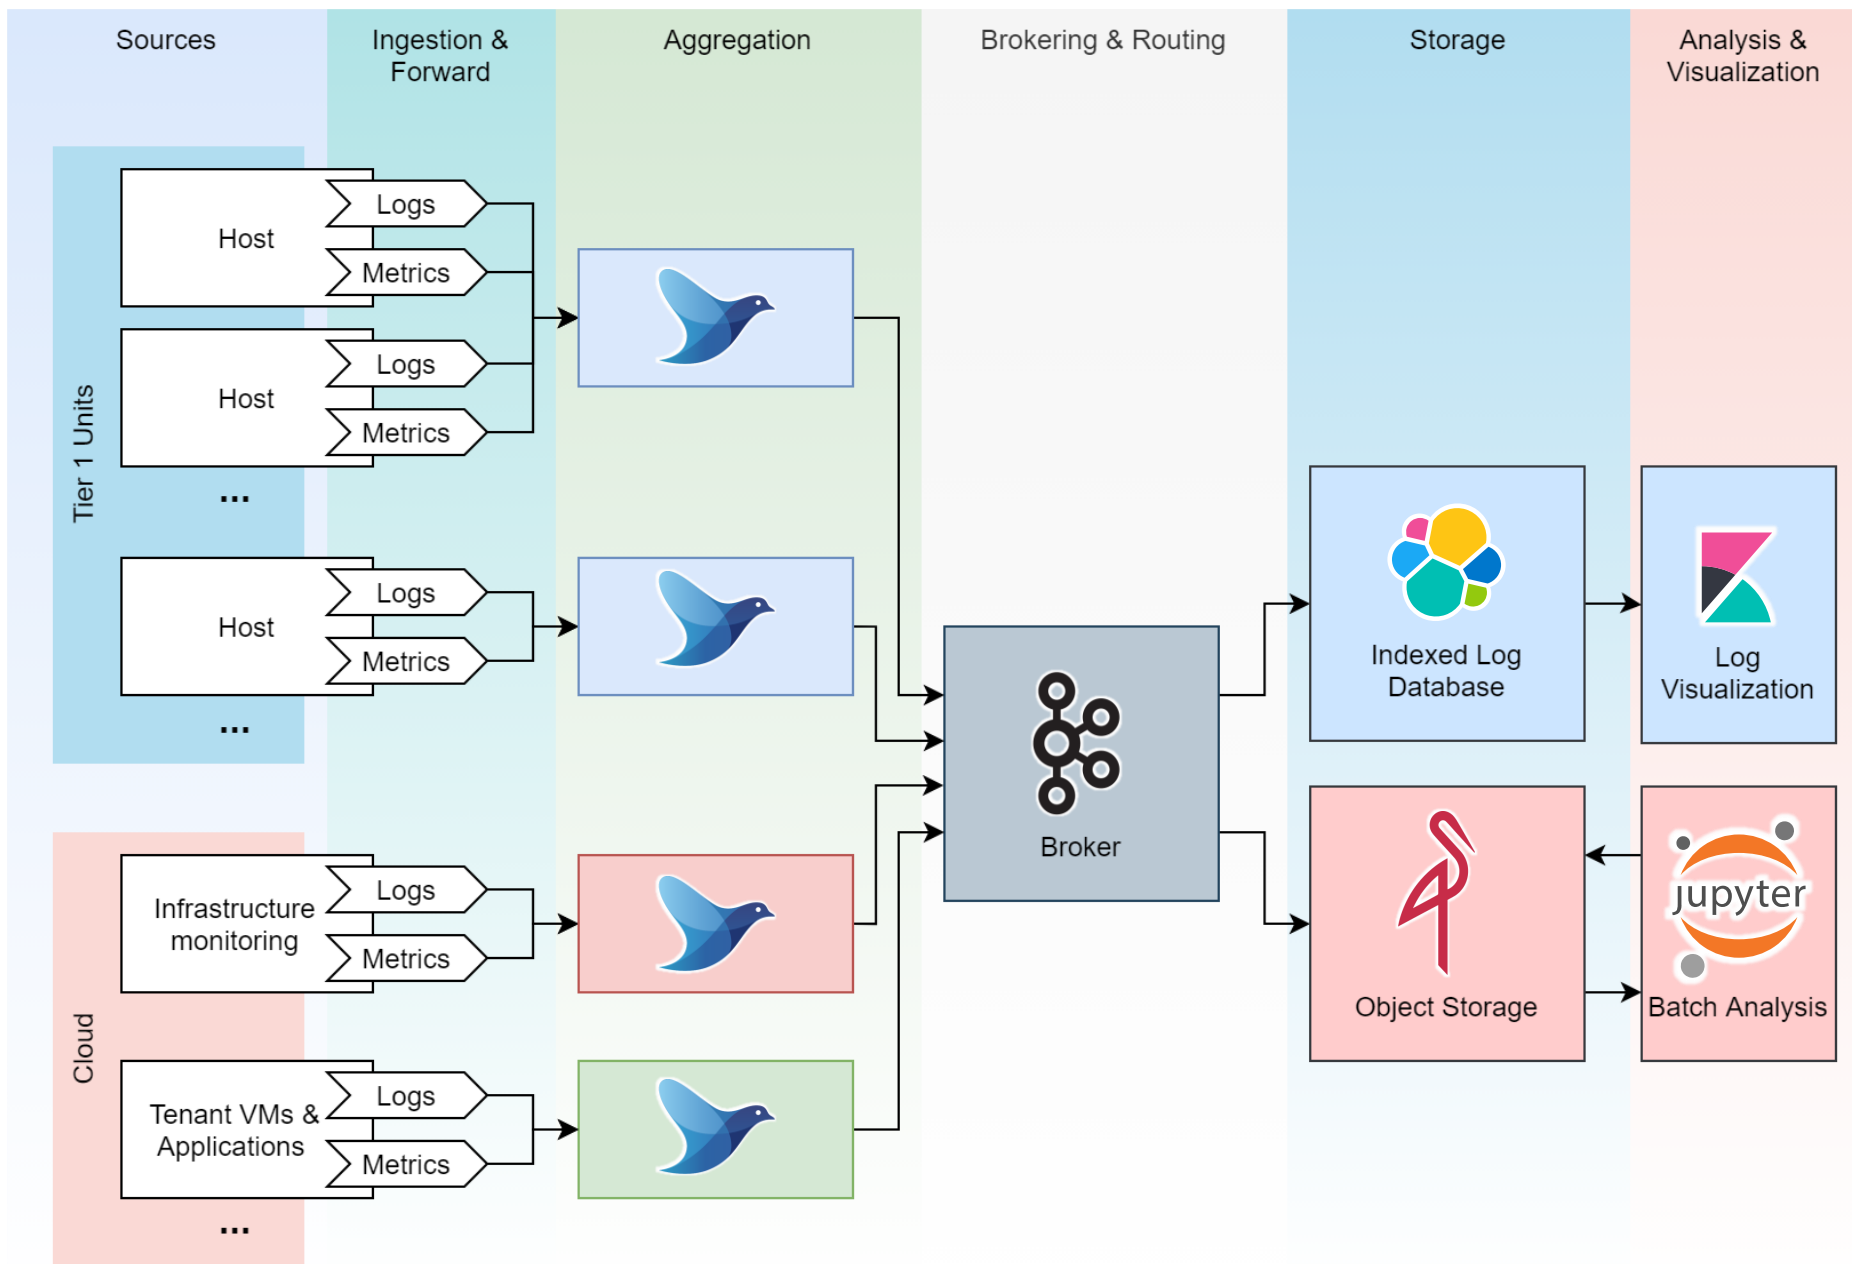 Sources
Ingestion &
Forward
Aggregation
Brokering & Routing
Storage
Analysis &
Visualization
Tier 1 Units
Host
Logs
Metrics
Host
Logs
Metrics
...
Host
Logs
Metrics
...
Cloud
Infrastructure
monitoring
Logs
Metrics
Tenant VMs &
Applications
Logs
Metrics
...
Broker
Indexed Log
Database
Log
Visualization
Object Storage
jupyter
Batch Analysis